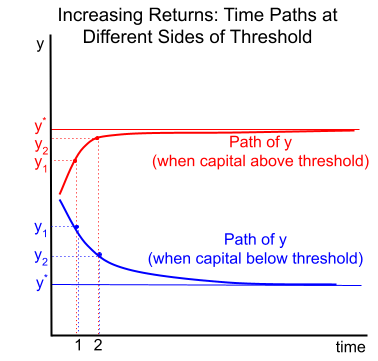 Increasing Returns: Time Paths at
Different Sides of Threshold
y
y*
y2
y1
Path of y
(when capital above threshold)
y1
y2
y*
Path of y
(when capital below threshold)
1 2 time